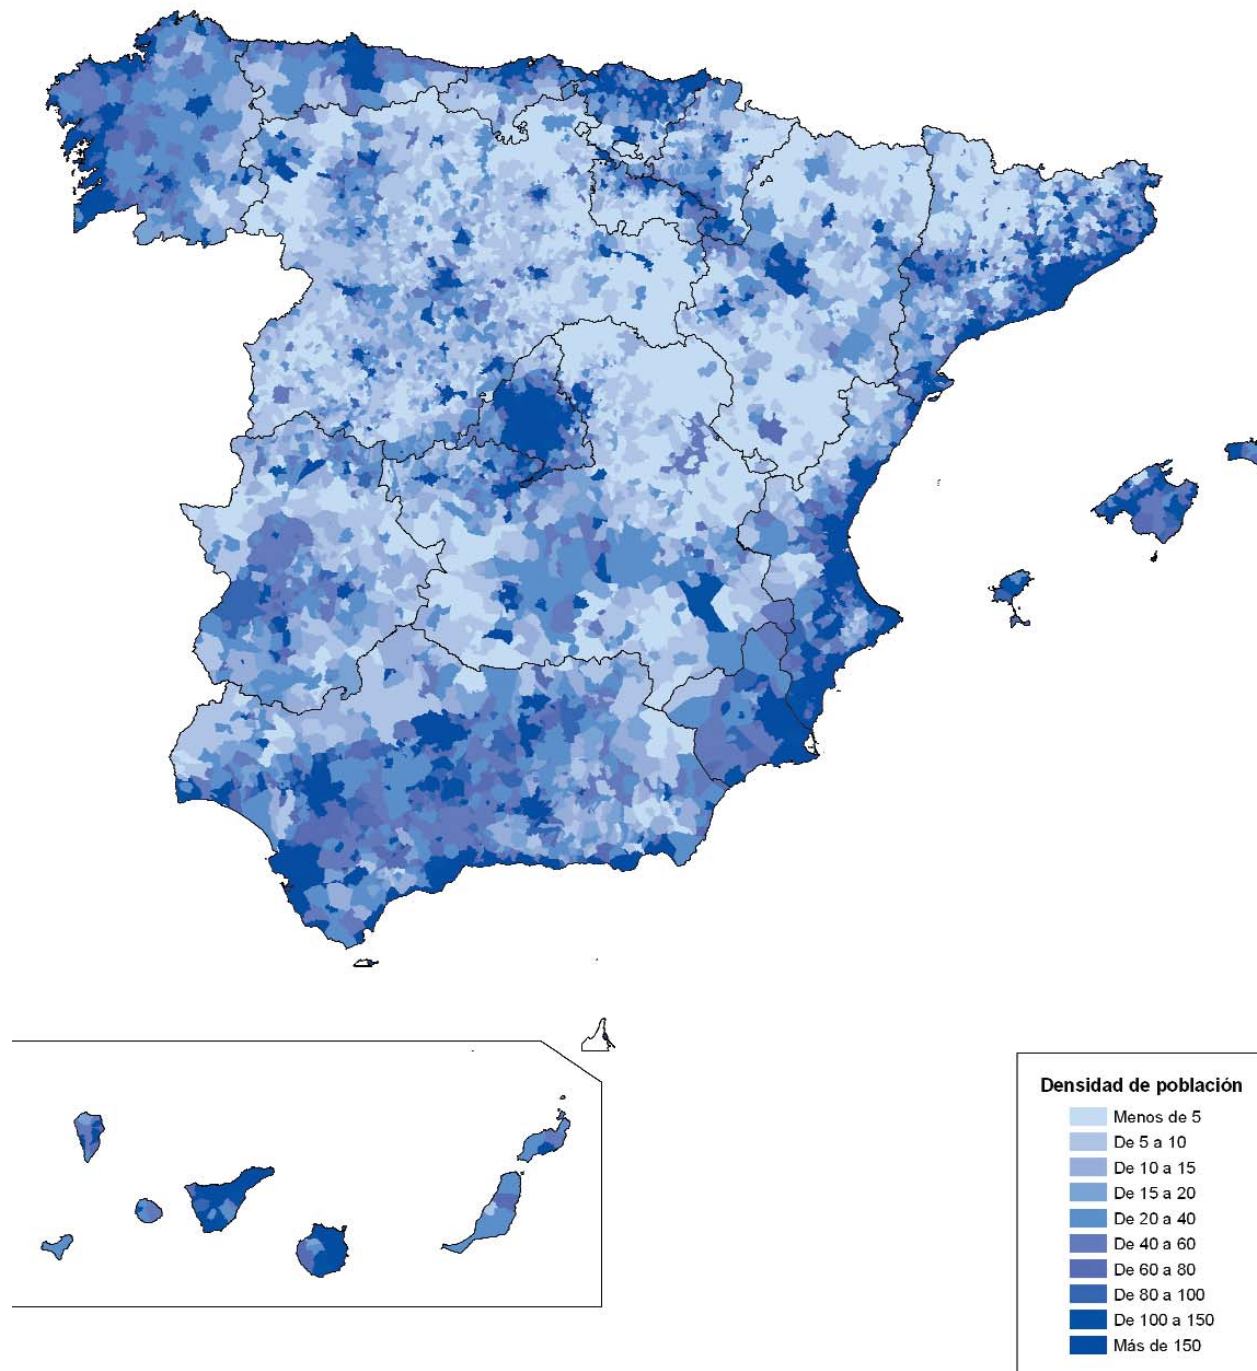 Densidad de población
Menos de 5
De 5 a 10
De 10 a 15
De 15 a 20
De 20 a 40
De 40 a 60
De 60 a 80
De 80 a 100
De 100 a 150
Más de 150